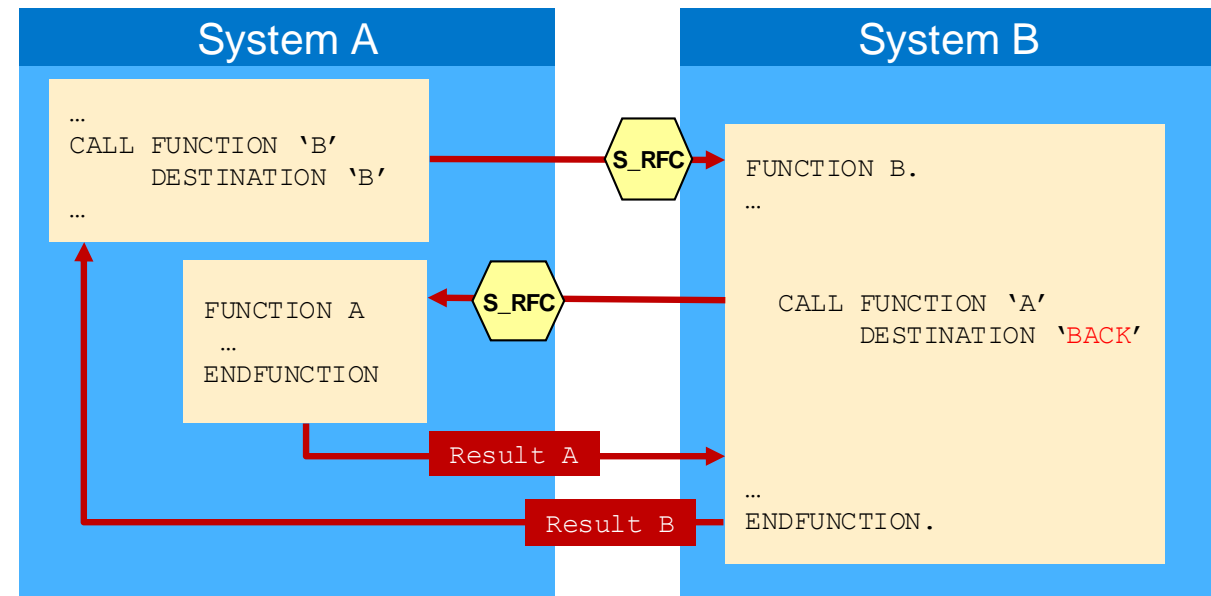 System A
System B
…
CALL FUNCTION ‘B’
DESTINATION ‘B’
…
S_RFC
FUNCTION B.
…
FUNCTION A
…
ENDFUNCTION
S_RFC
CALL FUNCTION ‘A’
DESTINATION ‘BACK’
Result A
Result B
…
ENDFUNCTION.